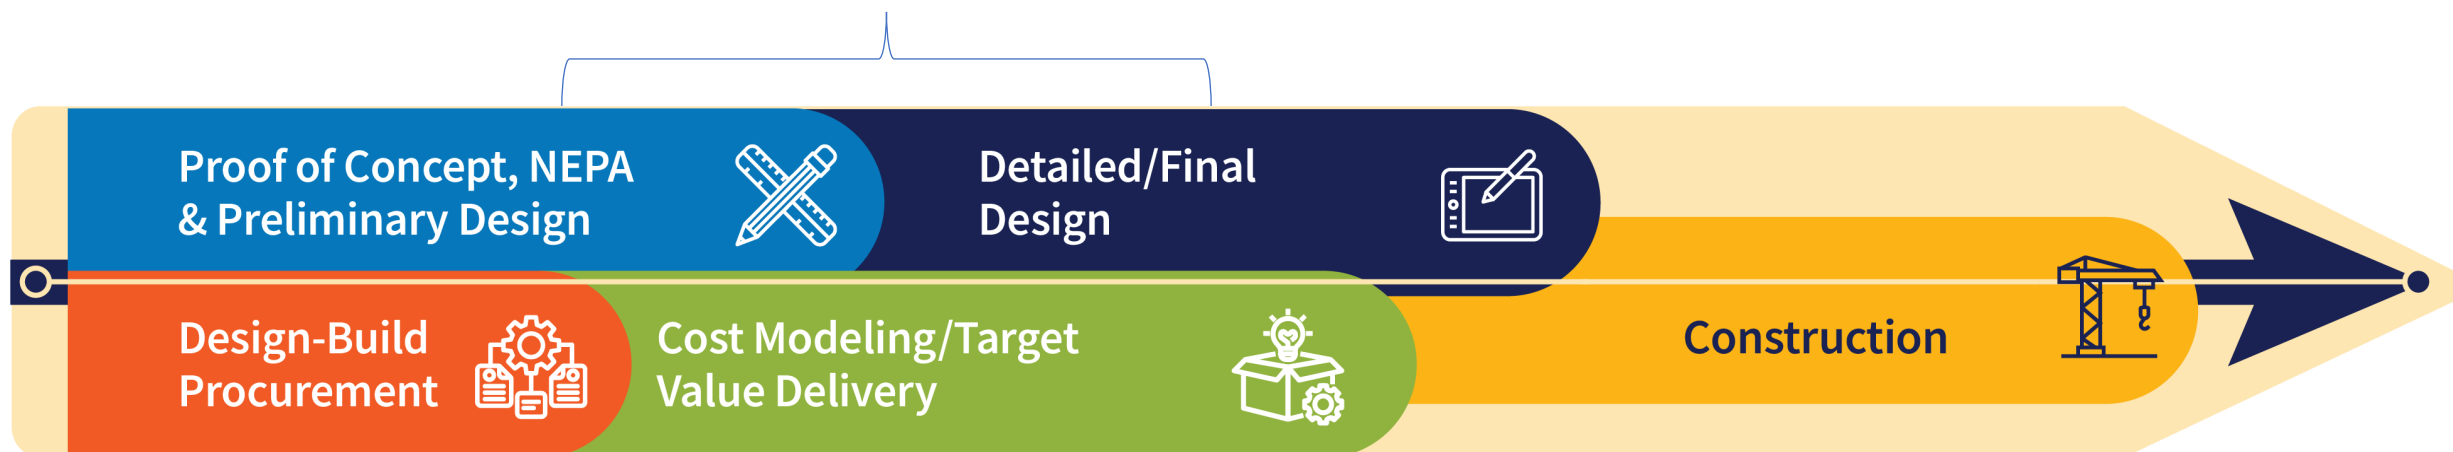 Proof of Concept, NEPA
& Preliminary Design
Detailed/Final
Design
Design-Build
Procurement
Cost Modeling/Target
Value Delivery
Construction